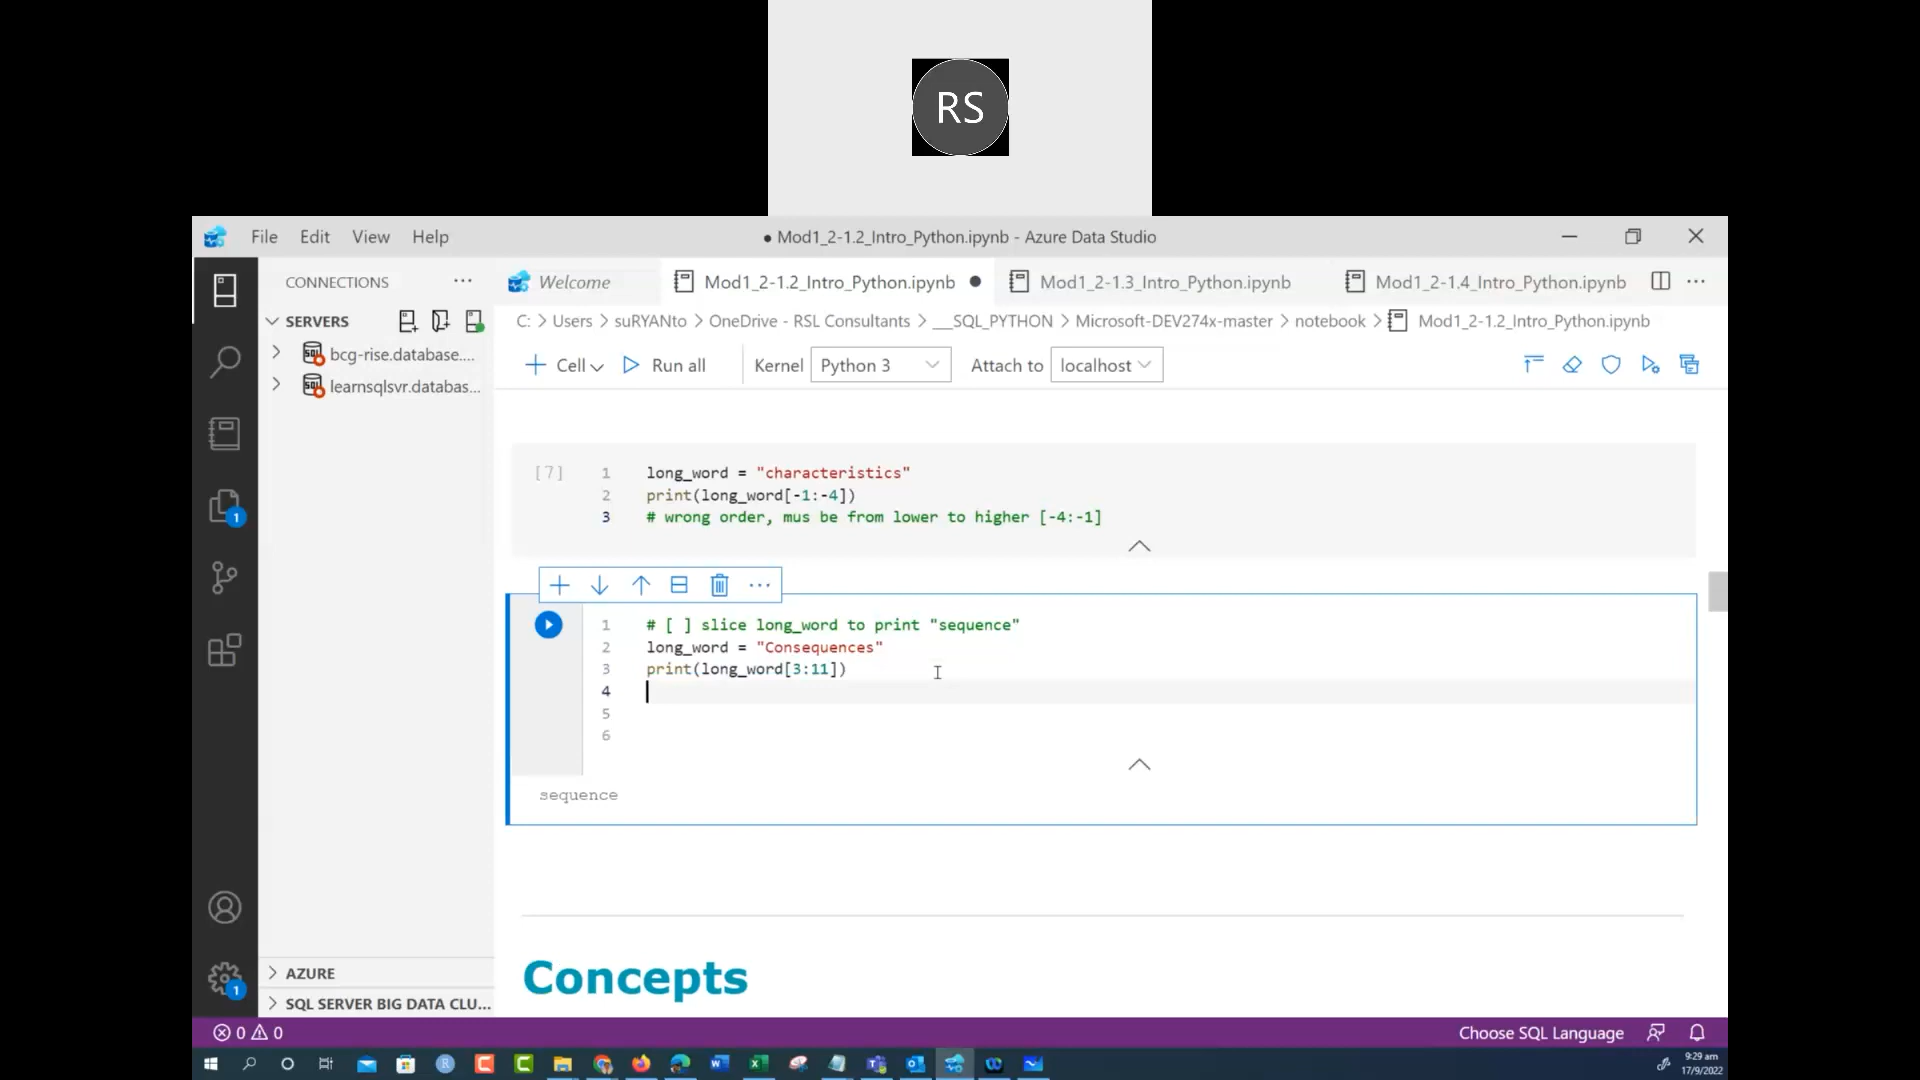 RS
File Edit View Help
● Mod1_2-1.2_Intro_Python.ipynb - Azure Data Studio
CONNECTIONS ...
Welcome
Mod1_2-1.2_Intro_Python.ipynb ●
Mod1_2-1.3_Intro_Python.ipynb
Mod1_2-1.4_Intro_Python.ipynb
SERVERS
bcg-rise.database....
learnsqlsvr.databas...
C: > Users > suRYANto > OneDrive - RSL Consultants > __SQL_PYTHON > Microsoft-DEV274x-master > notebook > Mod1_2-1.2_Intro_Python.ipynb
Cell Run all Kernel Python 3 Attach to localhost
[7]
1 long_word = "characteristics"
2 print(long_word[-1:-4])
3 # wrong order, mus be from lower to higher [-4:-1]
1 # [ ] slice long_word to print "sequence"
2 long_word = "Consequences"
3 print(long_word[3:11])
4
5
6
sequence
Concepts
1
1
AZURE
SQL SERVER BIG DATA CLU...
0 0
Choose SQL Language
9:29 am
17/9/2022